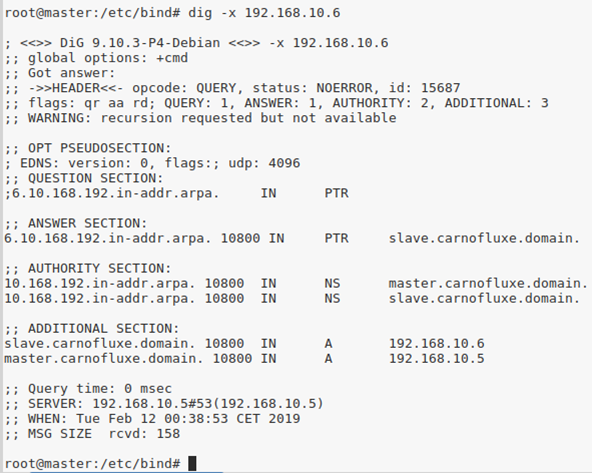 root@master:/etc/bind# dig -x 192.168.10.6
; <<>> DiG 9.10.3-P4-Debian <<>> -x 192.168.10.6
;; global options: +cmd
;; Got answer:
;; ->>HEADER<<- opcode: QUERY, status: NOERROR, id: 15687
;; flags: qr aa rd; QUERY: 1, ANSWER: 1, AUTHORITY: 2, ADDITIONAL: 3
;; WARNING: recursion requested but not available
;; OPT PSEUDOSECTION:
; EDNS: version: 0, flags:; udp: 4096
;; QUESTION SECTION:
;6.10.168.192.in-addr.arpa. IN PTR
;; ANSWER SECTION:
6.10.168.192.in-addr.arpa. 10800 IN PTR slave.carnofluxe.domain.
;; AUTHORITY SECTION:
10.168.192.in-addr.arpa. 10800 IN NS master.carnofluxe.domain.
10.168.192.in-addr.arpa. 10800 IN NS slave.carnofluxe.domain.
;; ADDITIONAL SECTION:
slave.carnofluxe.domain. 10800 IN A 192.168.10.6
master.carnofluxe.domain. 10800 IN A 192.168.10.5
;; Query time: 0 msec
;; SERVER: 192.168.10.5#53(192.168.10.5)
;; WHEN: Tue Feb 12 00:38:53 CET 2019
;; MSG SIZE rcvd: 158
root@master:/etc/bind#